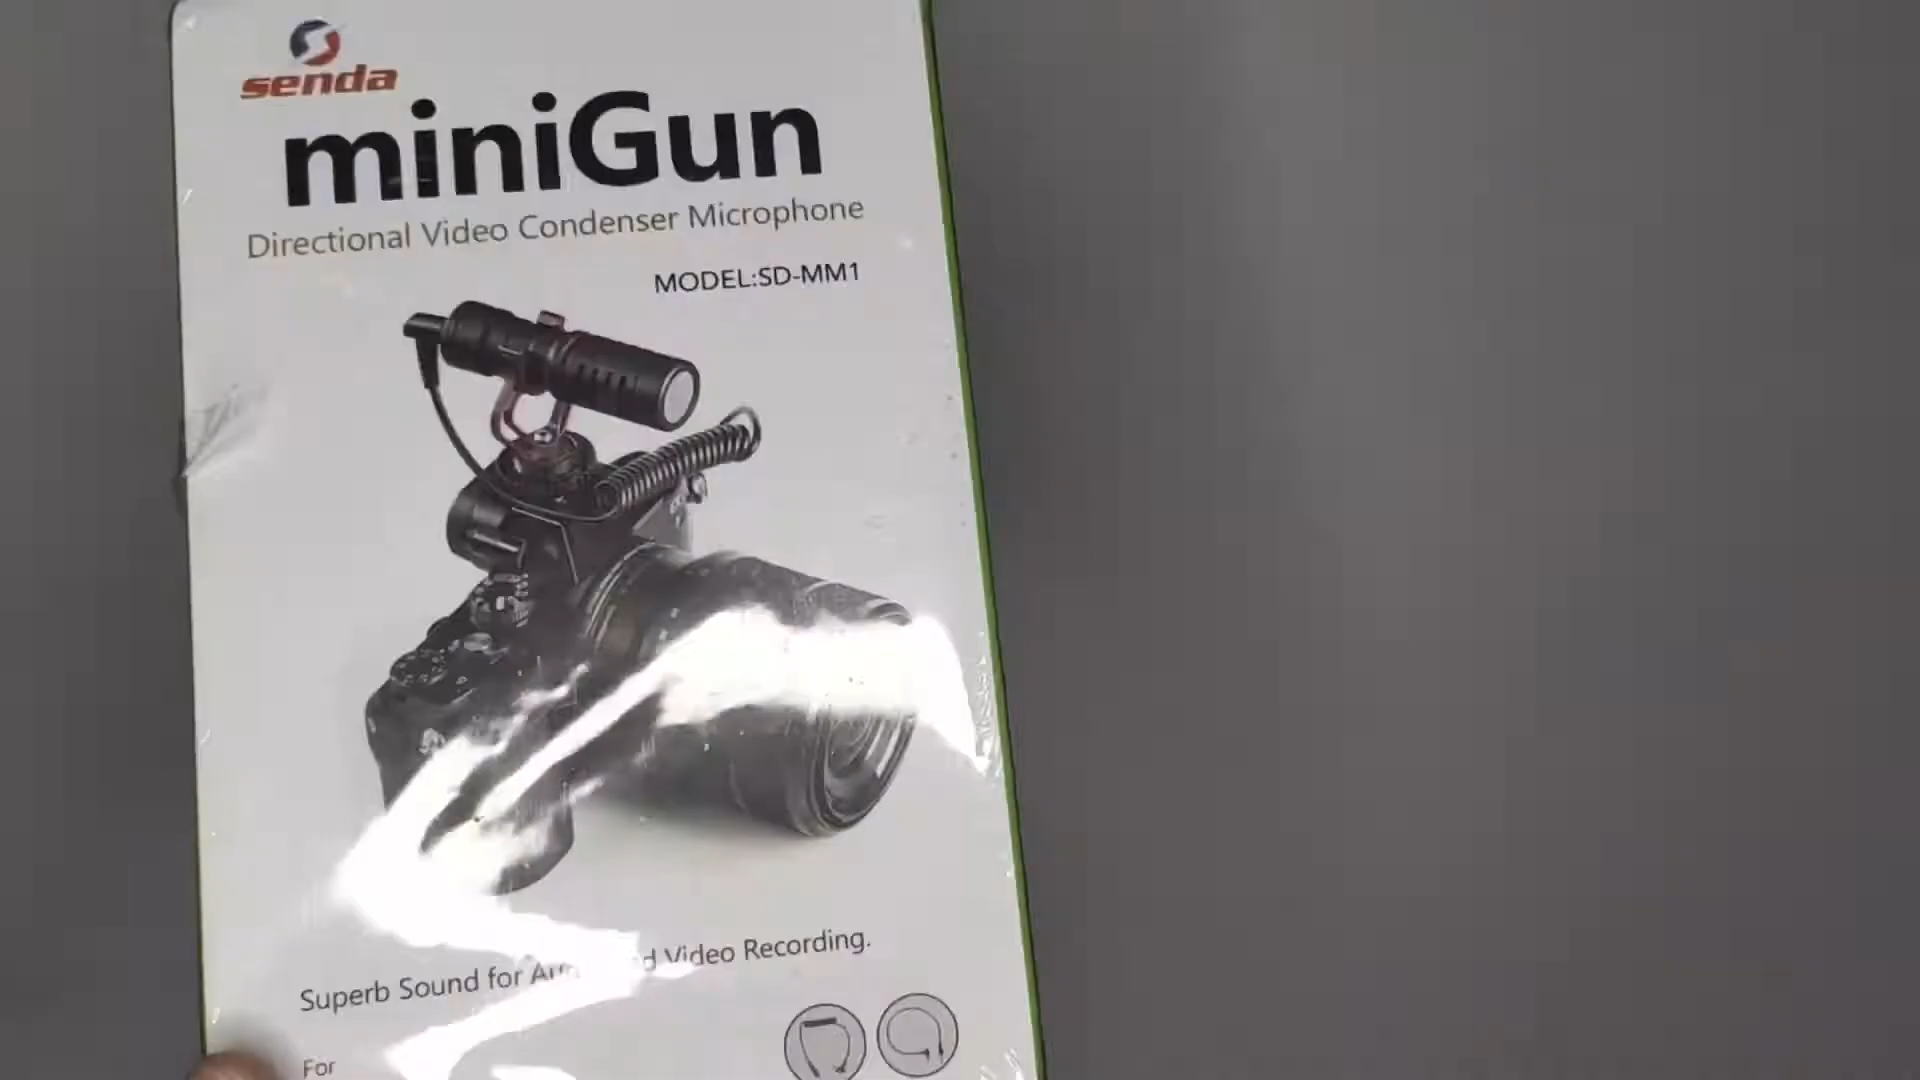 senda
miniGun
Directional Video Condenser Microphone
MODEL:SD-MM1
Superb Sound for Video Recording.
For